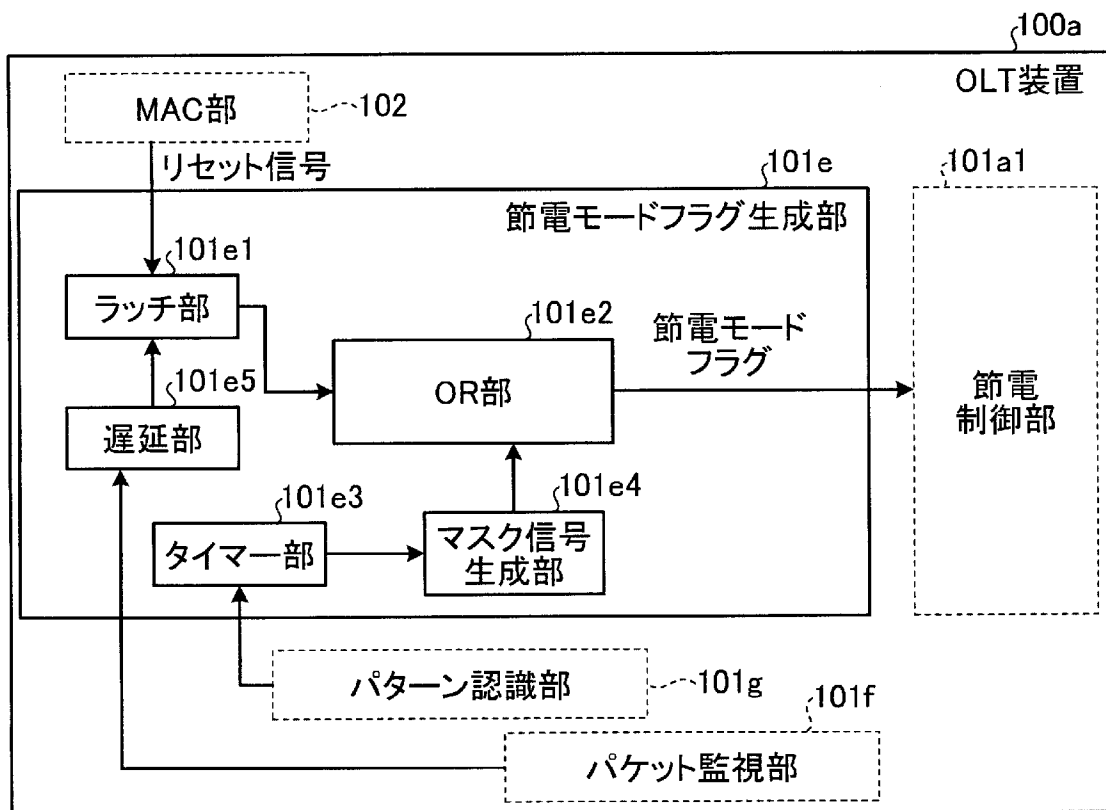 100a
OLT装置
MAC部
102
リセット信号
101e
101a1
節電モードフラグ生成部
101e1
ラッチ部
101e2
節電モード
フラグ
OR部
節電
制御部
101e5
遅延部
101e4
101e3
マスク信号
生成部
タイマー部
パターン認識部
101g
101f
パケット監視部